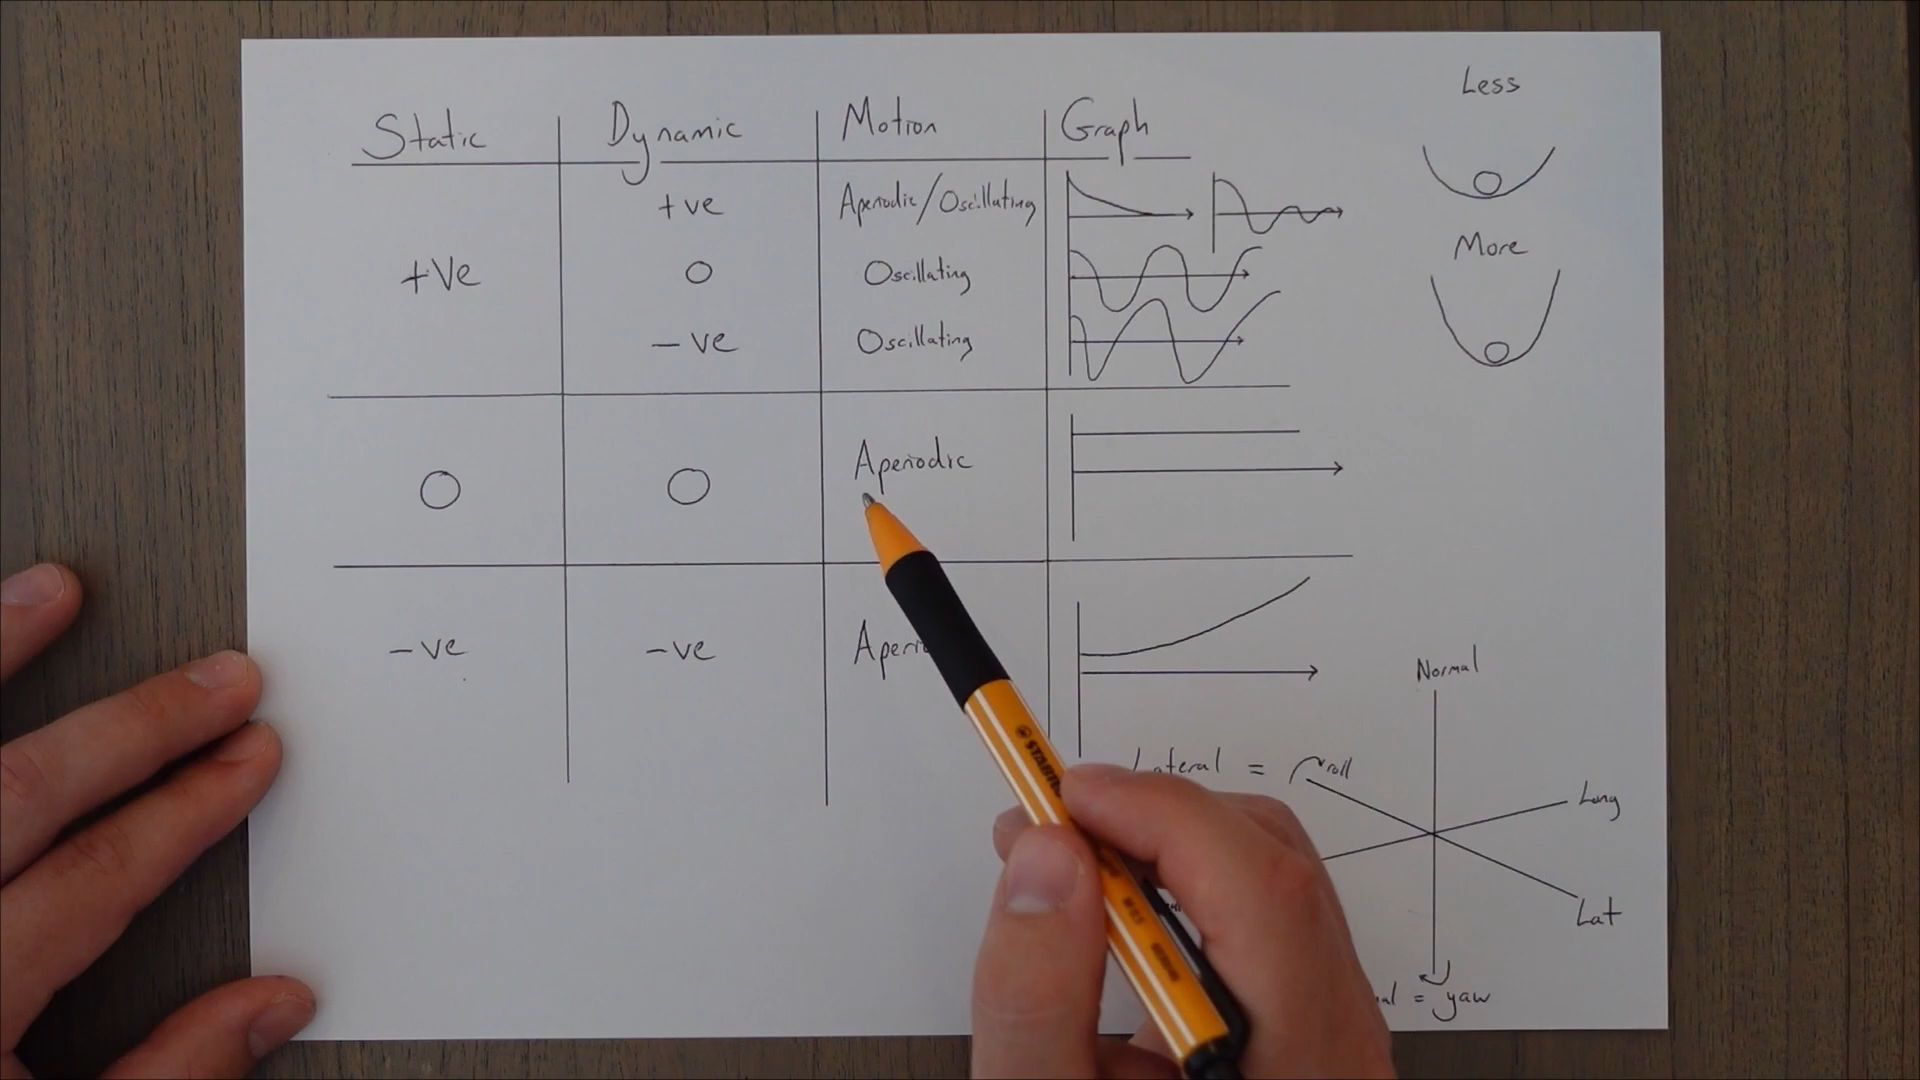 Static Dynamic Motion Graph
+ve Aperiodic/Oscillating
+ve 0 Oscillating
-ve Oscillating
0 0 Aperiodic
-ve -ve
Less
More
Normal
Lateral = roll
Long
Lat
= yaw
STABILO